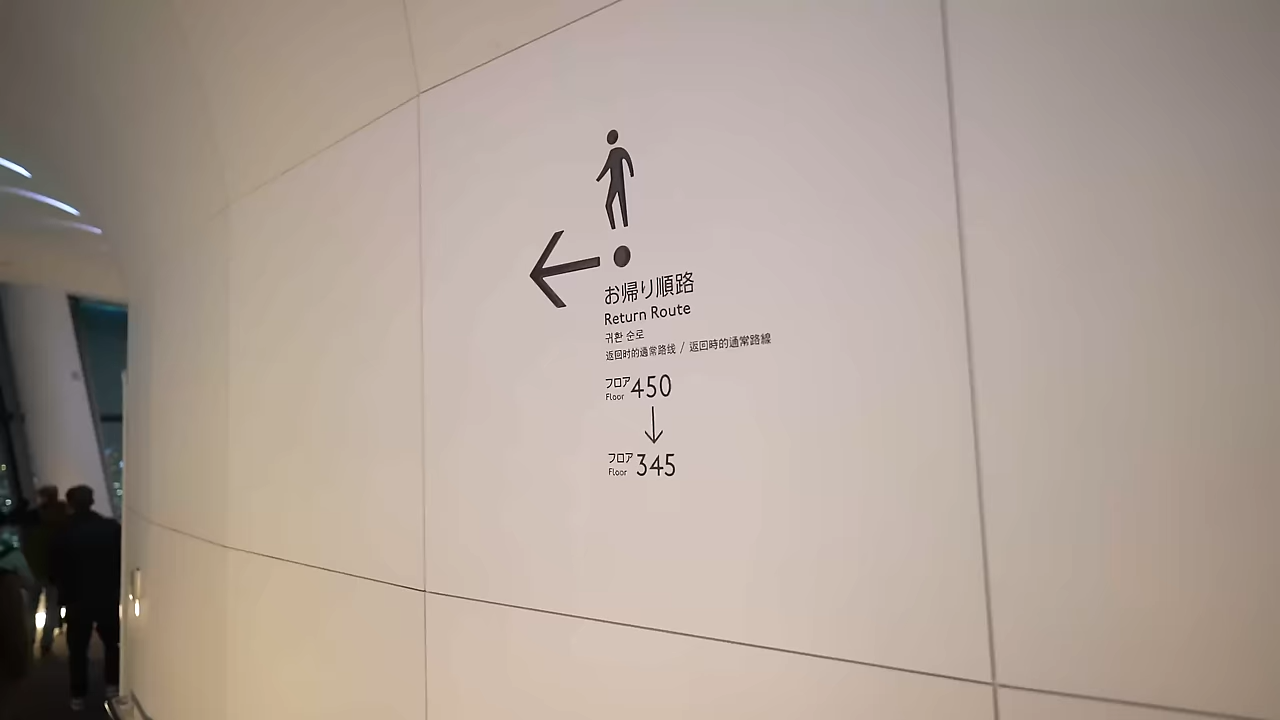 お帰り順路
Return Route
귀환 순로
返回时的通常路线 / 返回時的通常路線
フロア Floor 450
フロア Floor 345